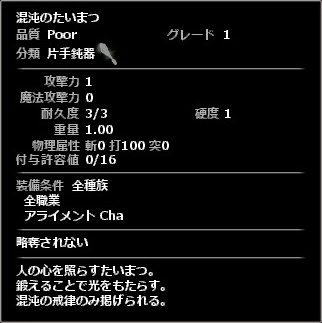 混沌のたいまつ
品質 Poor グレード 1
分類 片手鈍器
攻撃力 1
魔法攻撃力 0
耐久度 3/3 硬度 1
重量 1.00
物理属性 斬0 打100 突0
付与許容値 0/16
装備条件 全種族
全職業
アライメント Cha
略奪されない
人の心を照らすたいまつ。
鍛えることで光をもたらす。
混沌の戒律のみ掲げられる。